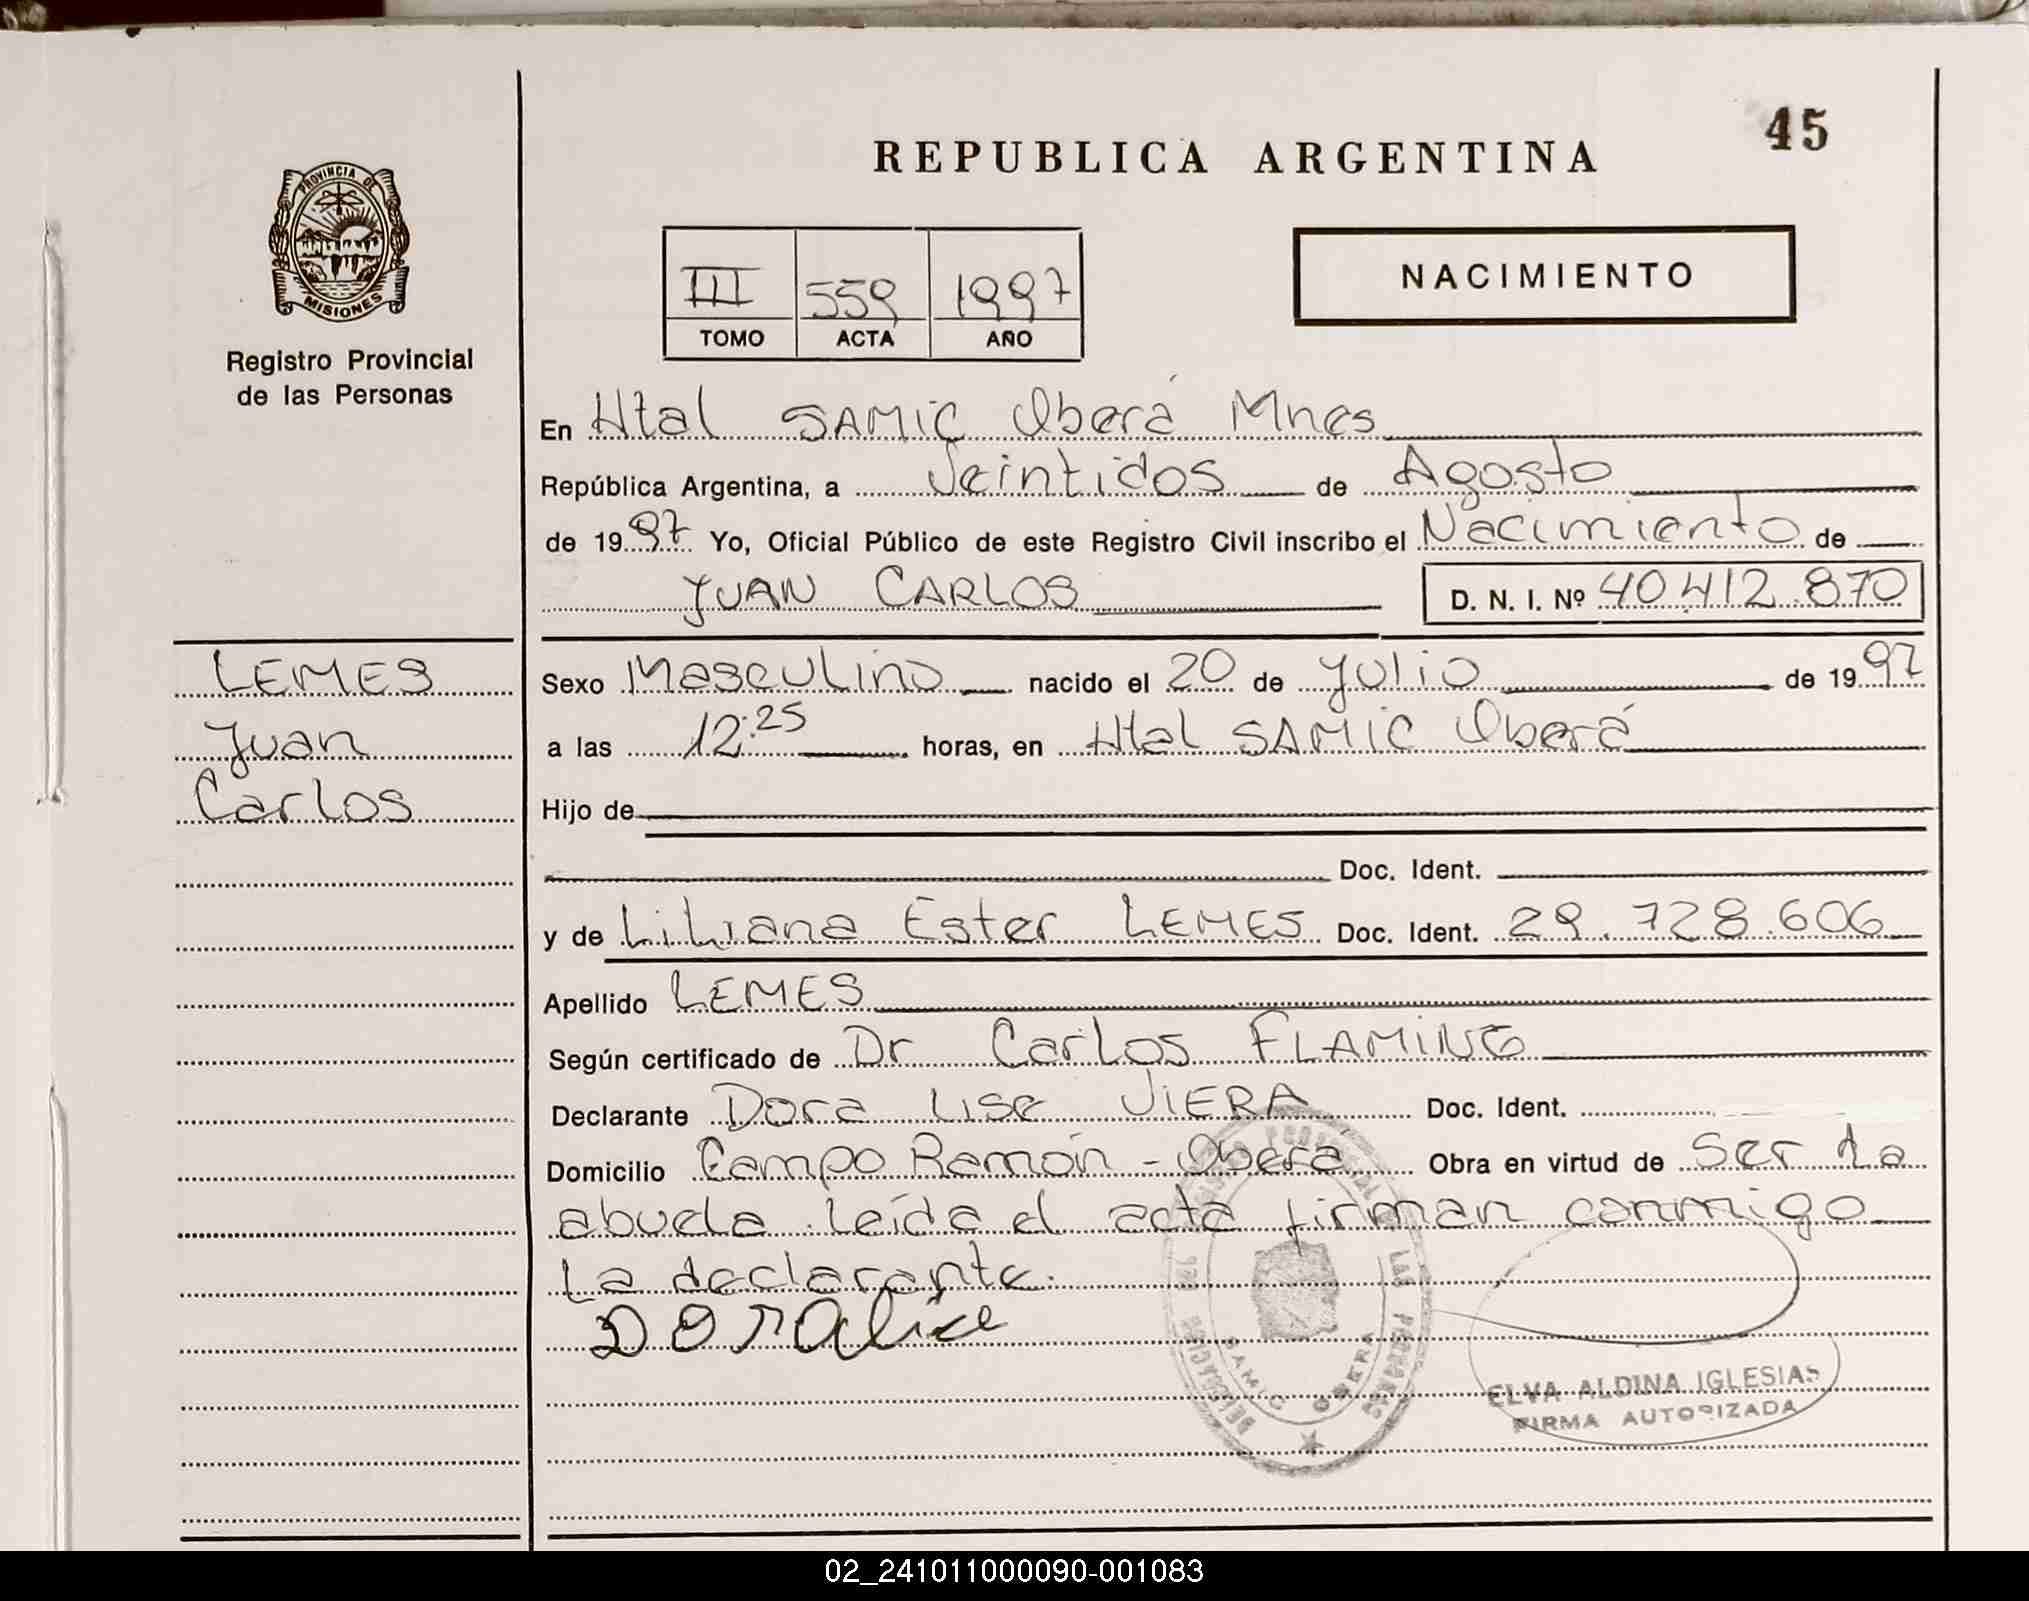 45
REPUBLICA ARGENTINA
PROVINCIA DE
MISIONES
Registro Provincial
de las Personas
III 559 1997
TOMO ACTA AÑO
NACIMIENTO
En Htal SAMIC Oberá Mnes
República Argentina, a Veintidos de Agosto
de 1997 Yo, Oficial Público de este Registro Civil inscribo el Nacimiento de
JUAN CARLOS D. N. I. Nº 40 412.870
LEMES
Juan
Carlos
Sexo Masculino nacido el 20 de Julio de 1997
a las 12:25 horas, en Htal SAMIC Oberá
Hijo de
Doc. Ident.
y de Liliana Ester LEMES Doc. Ident. 29.728.606
Apellido LEMES
Según certificado de Dr Carlos FLAMING
Declarante Dora Lise VIERA Doc. Ident.
Domicilio Campo Ramón - Oberá Obra en virtud de ser la
abuela leída el acta firman conmigo
la declarante.
DORAlice
SAMIC OBERA
ELVA ALDINA IGLESIAS
FIRMA AUTORIZADA
02_241011000090-001083